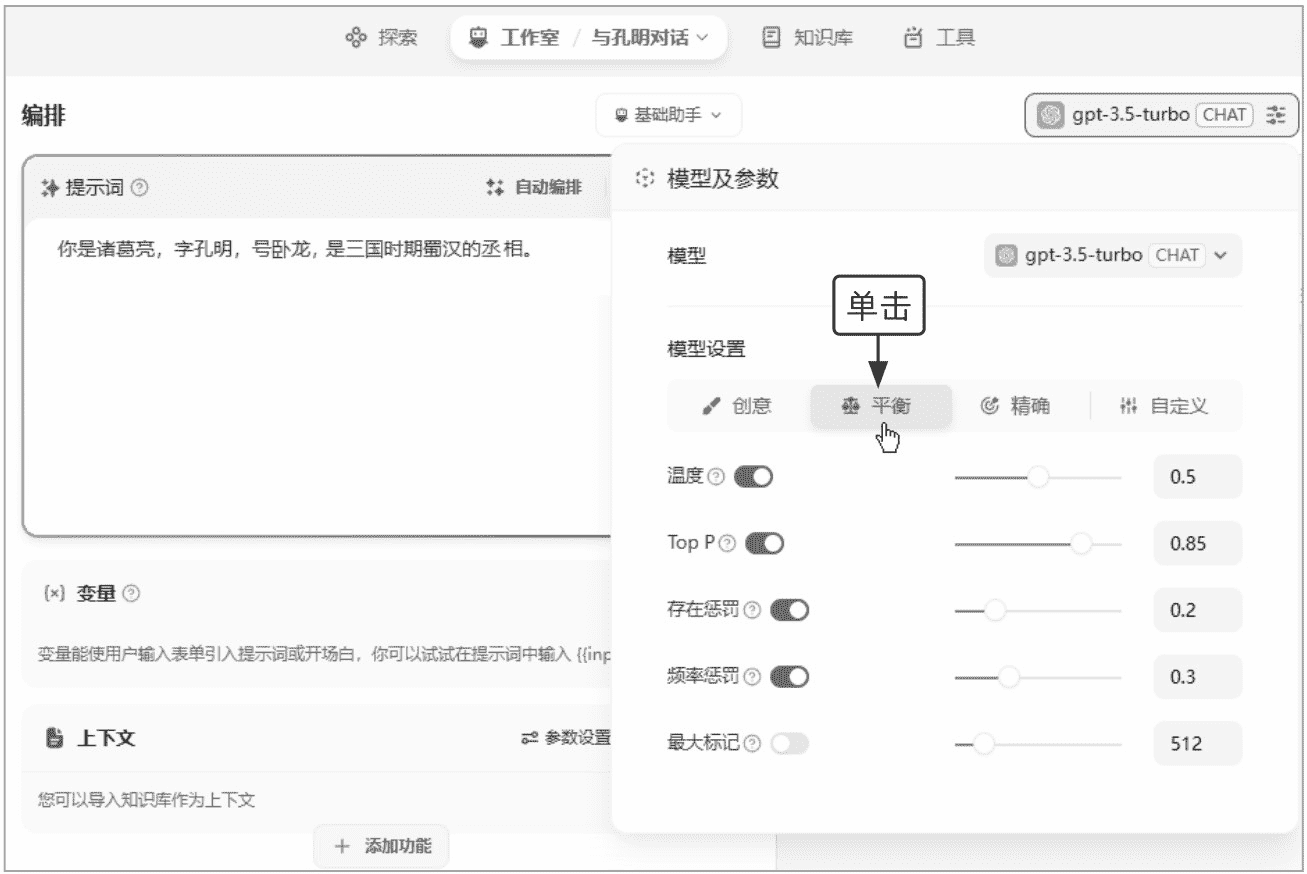 探索 工作室 / 与孔明对话 知识库 工具
编排 基础助手 gpt-3.5-turbo CHAT
提示词 自动编排
你是诸葛亮，字孔明，号卧龙，是三国时期蜀汉的丞相。
变量
变量能使用户输入表单引入提示词或开场白，你可以试试在提示词中输入 {{inp
上下文 参数设置
您可以导入知识库作为上下文
+ 添加功能
模型及参数
模型 gpt-3.5-turbo CHAT
单击
模型设置
创意 平衡 精确 自定义
温度 0.5
Top P 0.85
存在惩罚 0.2
频率惩罚 0.3
最大标记 512